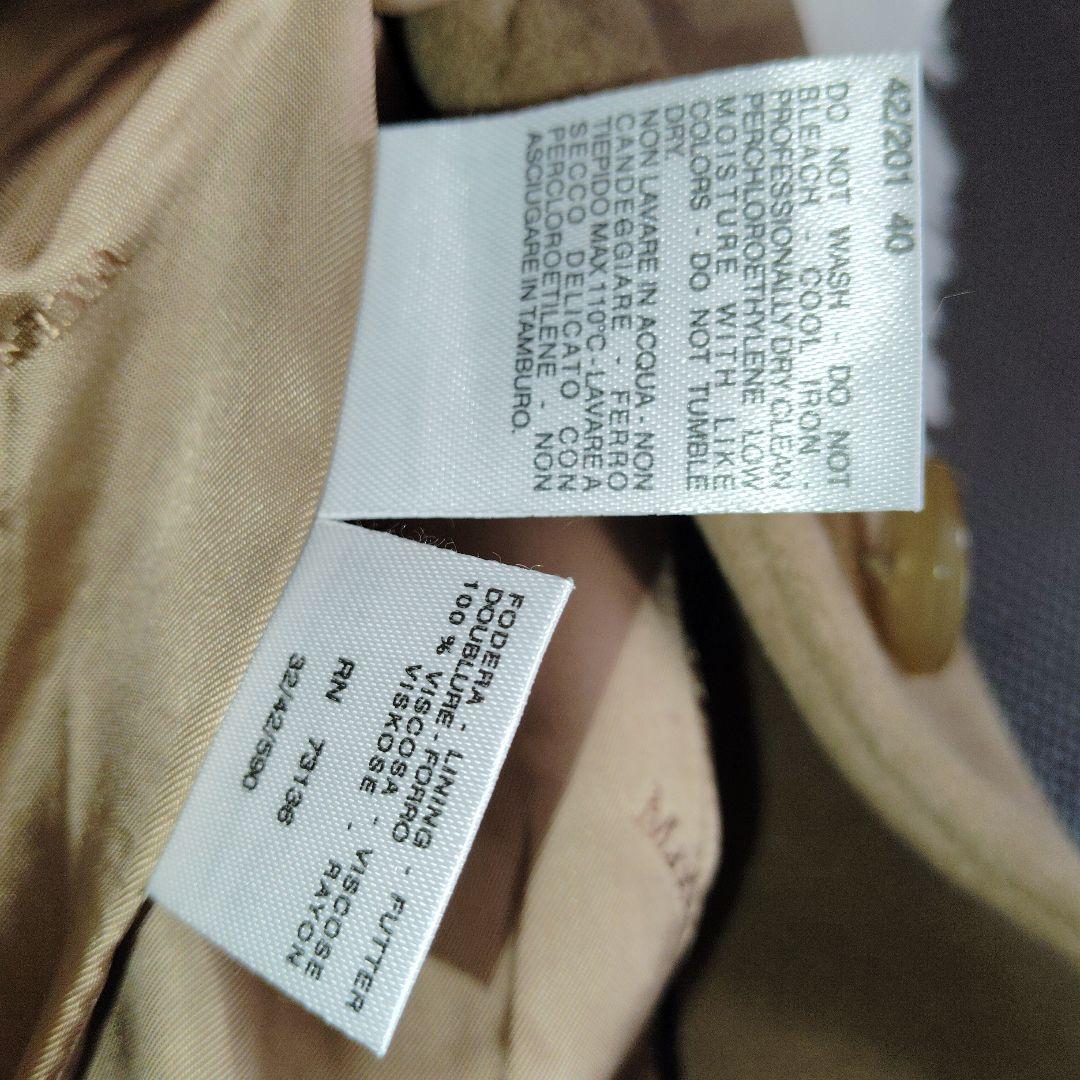 42/201 40
DO NOT WASH - DO NOT
BLEACH - COOL IRON -
PROFESSIONALLY DRY CLEAN
PERCHLOROETHYLENE LOW
MOISTURE WITH LIKE
COLORS - DO NOT TUMBLE
DRY.
NON LAVARE IN ACQUA - NON
CANDEGGIARE - FERRO
TIEPIDO MAX 110°C - LAVARE A
SECCO DELICATO CON
PERCLOROETILENE - NON
ASCIUGARE IN TAMBURO.
FODERA - LINING - FUTTER
DOUBLURE - FORRO
100 % VISCOSA - VISCOSE
VISKOSE - RAYON
RN 73136
32/42/590